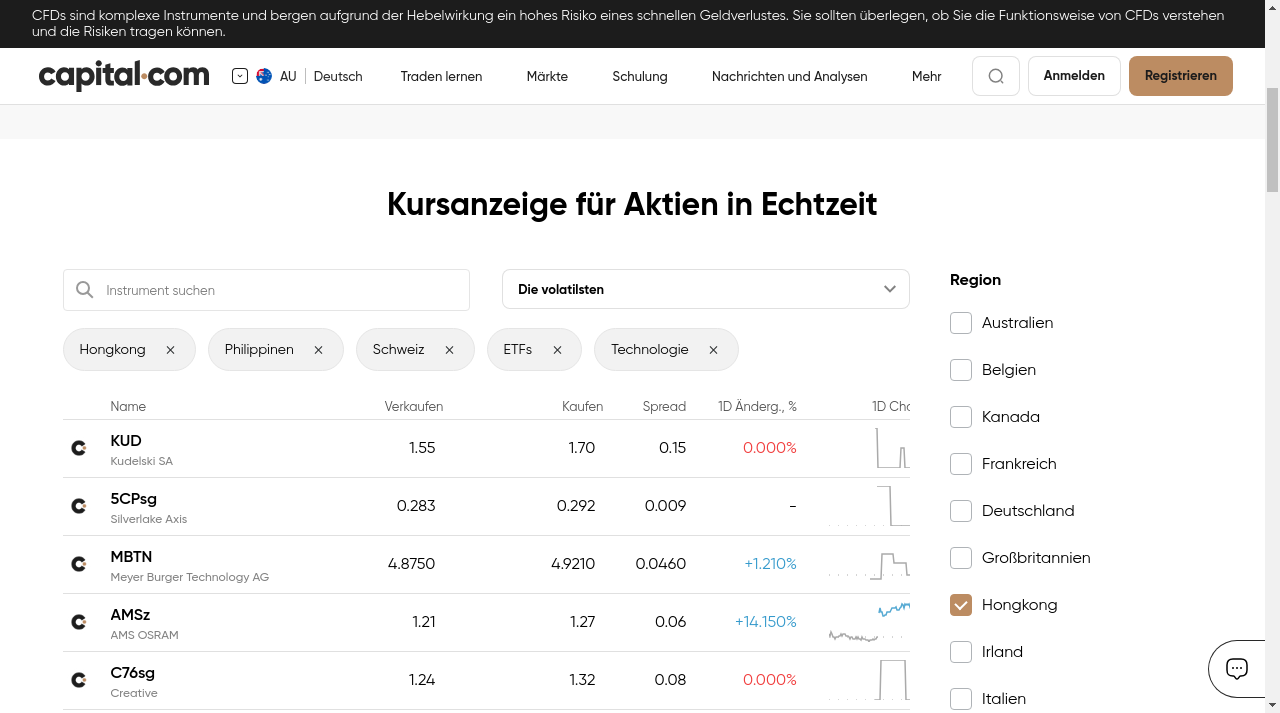 CFDs sind komplexe Instrumente und bergen aufgrund der Hebelwirkung ein hohes Risiko eines schnellen Geldverlustes. Sie sollten überlegen, ob Sie die Funktionsweise von CFDs verstehen
und die Risiken tragen können.
capital.com AU Deutsch Traden lernen Märkte Schulung Nachrichten und Analysen Mehr Anmelden Registrieren
Kursanzeige für Aktien in Echtzeit
Instrument suchen
Die volatilsten
Hongkong Philippinen Schweiz ETFs Technologie
Name Verkaufen Kaufen Spread 1D Änderg., % 1D Cha
KUD 1.55 1.70 0.15 0.000%
Kudelski SA
5CPsg 0.283 0.292 0.009 -
Silverlake Axis
MBTN 4.8750 4.9210 0.0460 +1.210%
Meyer Burger Technology AG
AMSz 1.21 1.27 0.06 +14.150%
AMS OSRAM
C76sg 1.24 1.32 0.08 0.000%
Creative
Region
Australien
Belgien
Kanada
Frankreich
Deutschland
Großbritannien
Hongkong
Irland
Italien